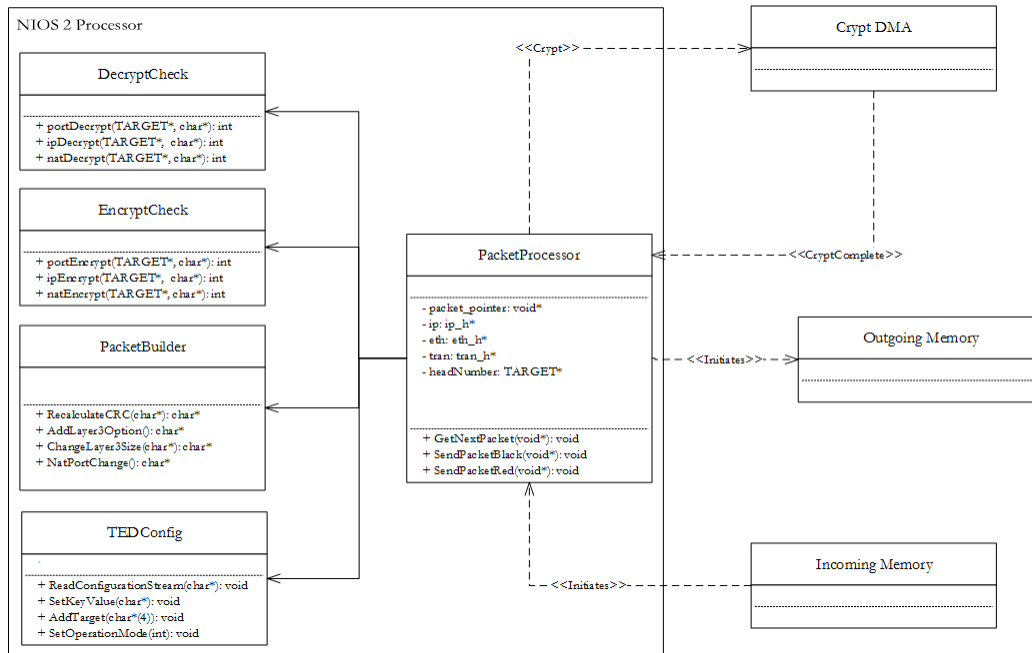 NIOS 2 Processor
DecryptCheck
+ portDecrypt(TARGET*, char*): int
+ ipDecrypt(TARGET*, char*): int
+ natDecrypt(TARGET*, char*): int
EncryptCheck
+ portEncrypt(TARGET*, char*): int
+ ipEncrypt(TARGET*, char*): int
+ natEncrypt(TARGET*, char*): int
PacketBuilder
+ RecalculateCRC(char*): char*
+ AddLayer3Option(): char*
+ ChangeLayer3Size(char*): char*
+ NatPortChange(): char*
TEDConfig
+ ReadConfigurationStream(char*): void
+ SetKeyValue(char*): void
+ AddTarget(char*(4)): void
+ SetOperationMode(int): void
PacketProcessor
- packet_pointer: void*
- ip: ip_h*
- eth: eth_h*
- tran: tran_h*
- headNumber: TARGET*
+ GetNextPacket(void*): void
+ SendPacketBlack(void*): void
+ SendPacketRed(void*): void
<<Crypt>>
Crypt DMA
<<CryptComplete>>
Outgoing Memory
<<Initiates>>
Incoming Memory
<<Initiates>>